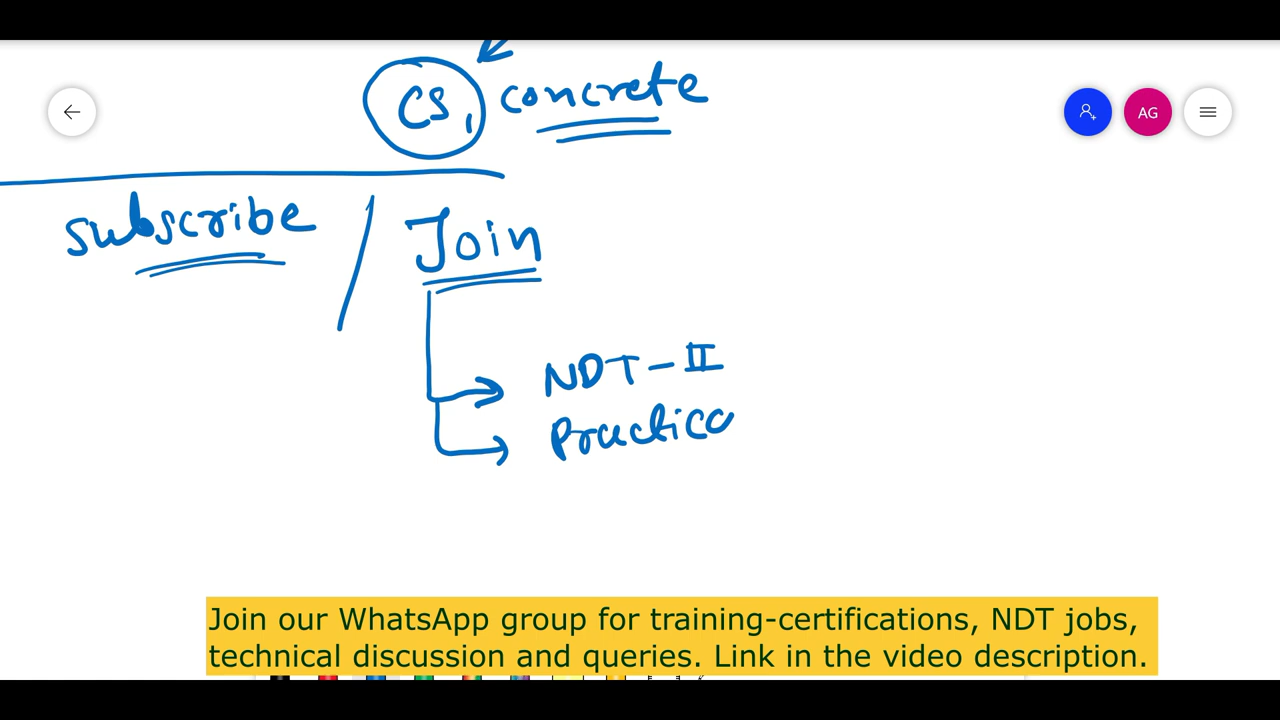 CS, concrete
AG
subscribe / Join
NDT-II
Practica
Join our WhatsApp group for training-certifications, NDT jobs,
technical discussion and queries. Link in the video description.